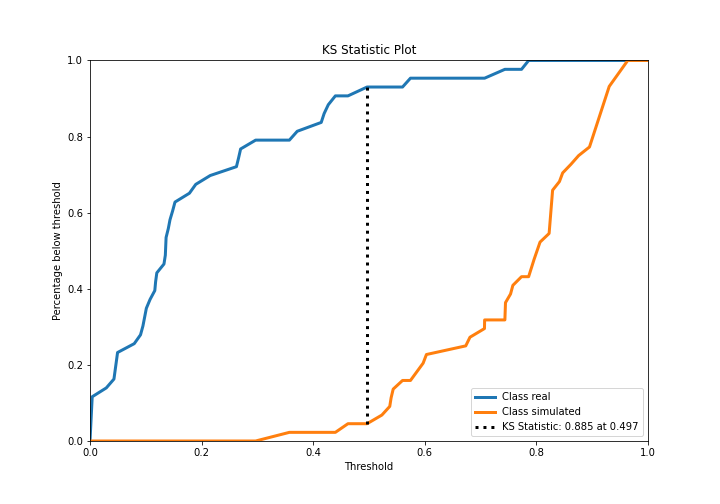 KS Statistic Plot
Percentage below threshold
1.0
0.8
0.6
0.4
0.2
0.0
0.0 0.2 0.4 0.6 0.8 1.0
Threshold
Class real
Class simulated
KS Statistic: 0.885 at 0.497